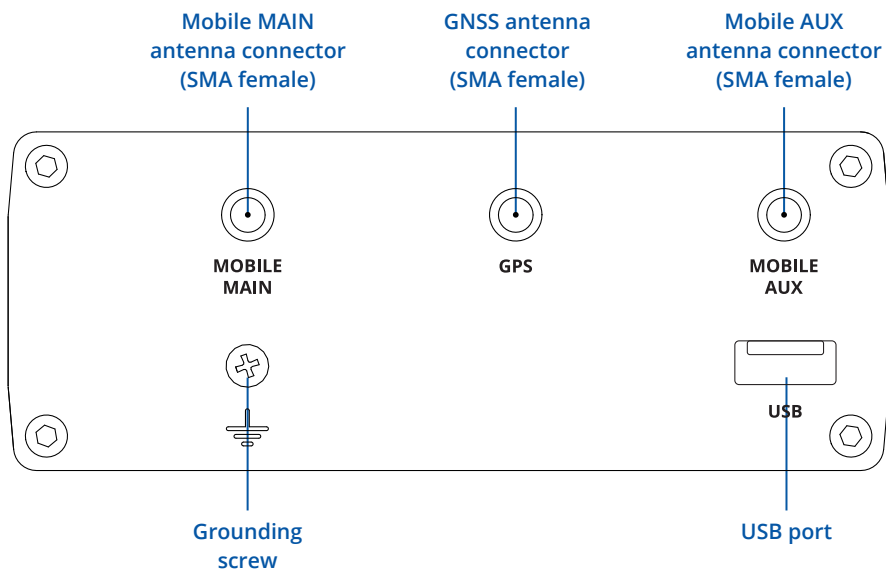 Mobile MAIN
antenna connector
(SMA female)
GNSS antenna
connector
(SMA female)
Mobile AUX
antenna connector
(SMA female)
MOBILE
MAIN
GPS
MOBILE
AUX
USB
Grounding
screw
USB port